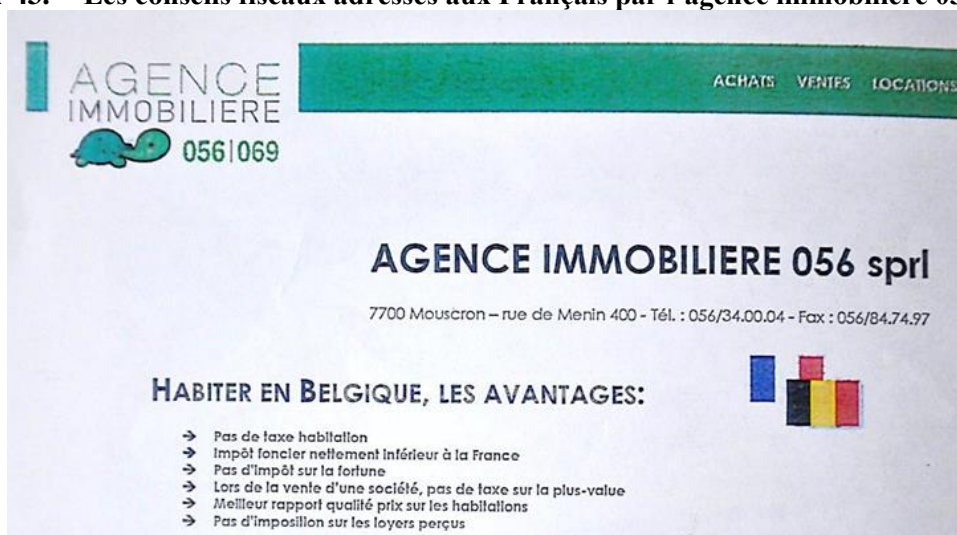 43. Les conseils fiscaux adressés aux Français par l'agence immobilière
AGENCE
IMMOBILIERE
056|069
ACHATS VENTES LOCATIONS
AGENCE IMMOBILIERE 056 sprl
7700 Mouscron – rue de Menin 400 - Tél. : 056/34.00.04 - Fax : 056/84.74.97
HABITER EN BELGIQUE, LES AVANTAGES:
→ Pas de taxe habitation
→ Impôt foncier nettement inférieur à la France
→ Pas d'impôt sur la fortune
→ Lors de la vente d'une société, pas de taxe sur la plus-value
→ Meilleur rapport qualité prix sur les habitations
→ Pas d'imposition sur les loyers perçus